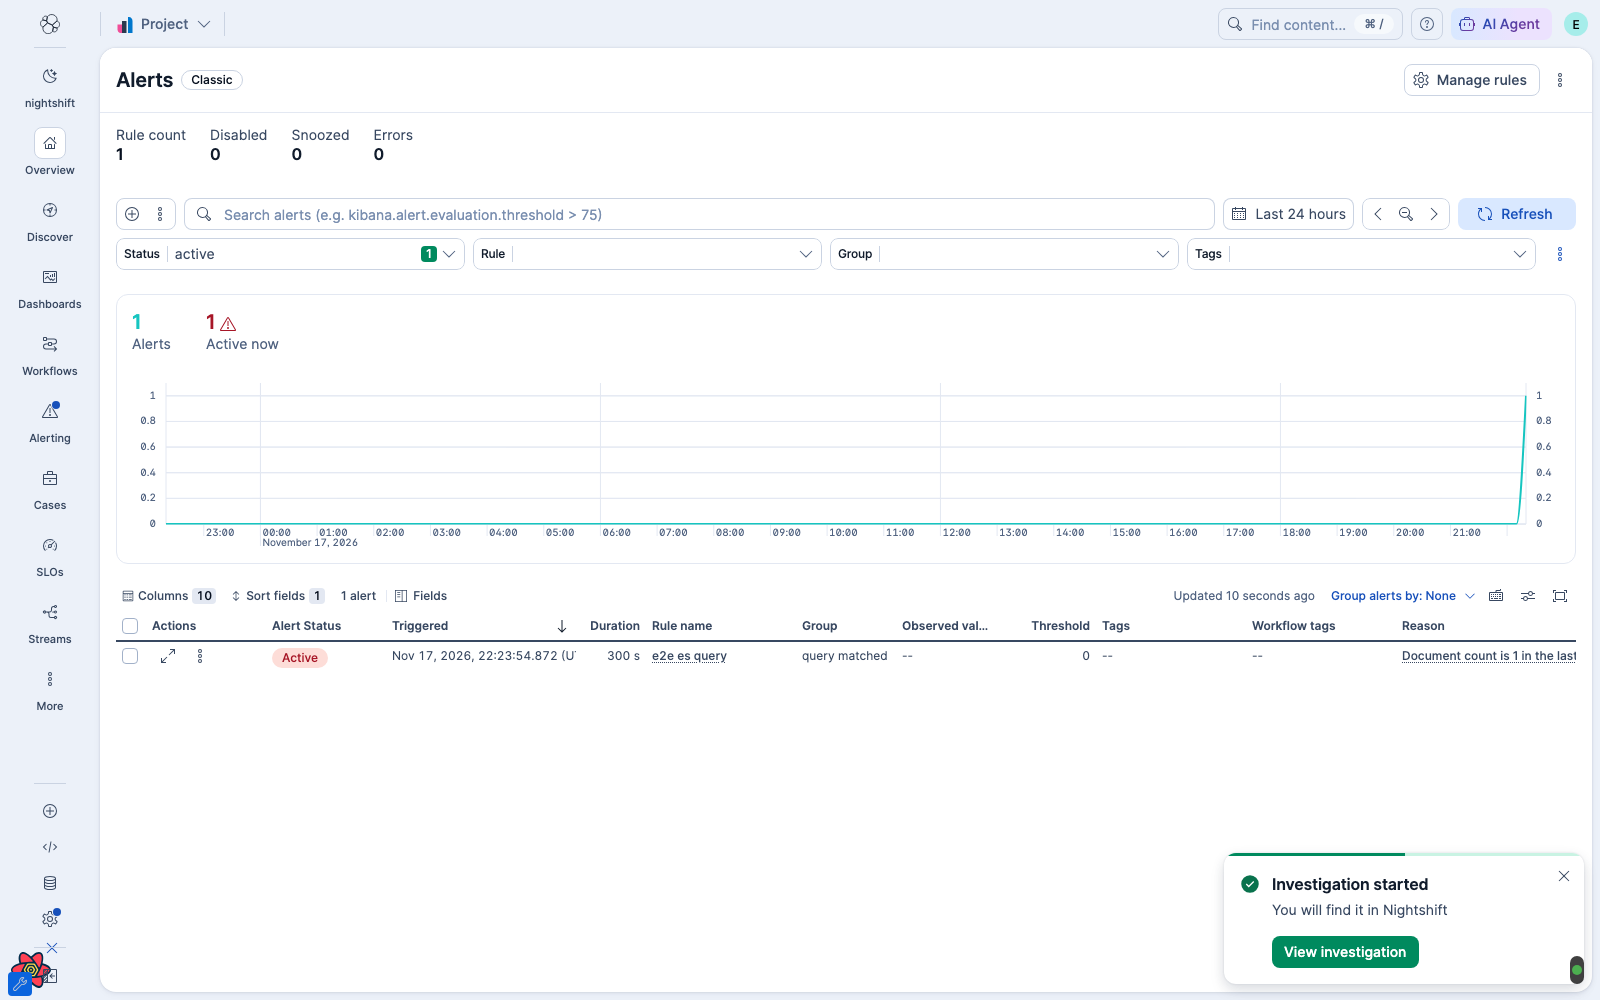 Project
Find content... ⌘ /
AI Agent
E
nightshift
Overview
Discover
Dashboards
Workflows
Alerting
Cases
SLOs
Streams
More
Alerts
Classic
Manage rules
Rule count 1
Disabled 0
Snoozed 0
Errors 0
Search alerts (e.g. kibana.alert.evaluation.threshold > 75)
Last 24 hours
Refresh
Status active 1
Rule
Group
Tags
1 Alerts
1 Active now
1 1
0.8 0.8
0.6 0.6
0.4 0.4
0.2 0.2
0 0
23:00 00:00 01:00 02:00 03:00 04:00 05:00 06:00 07:00 08:00 09:00 10:00 11:00 12:00 13:00 14:00 15:00 16:00 17:00 18:00 19:00 20:00 21:00
November 17, 2026
Columns 10 Sort fields 1 1 alert Fields
Updated 10 seconds ago Group alerts by: None
Actions Alert Status Triggered Duration Rule name Group Observed val... Threshold Tags Workflow tags Reason
Active Nov 17, 2026, 22:23:54.872 (U 300 s e2e es query query matched -- 0 -- -- Document count is 1 in the last
Investigation started
You will find it in Nightshift
View investigation